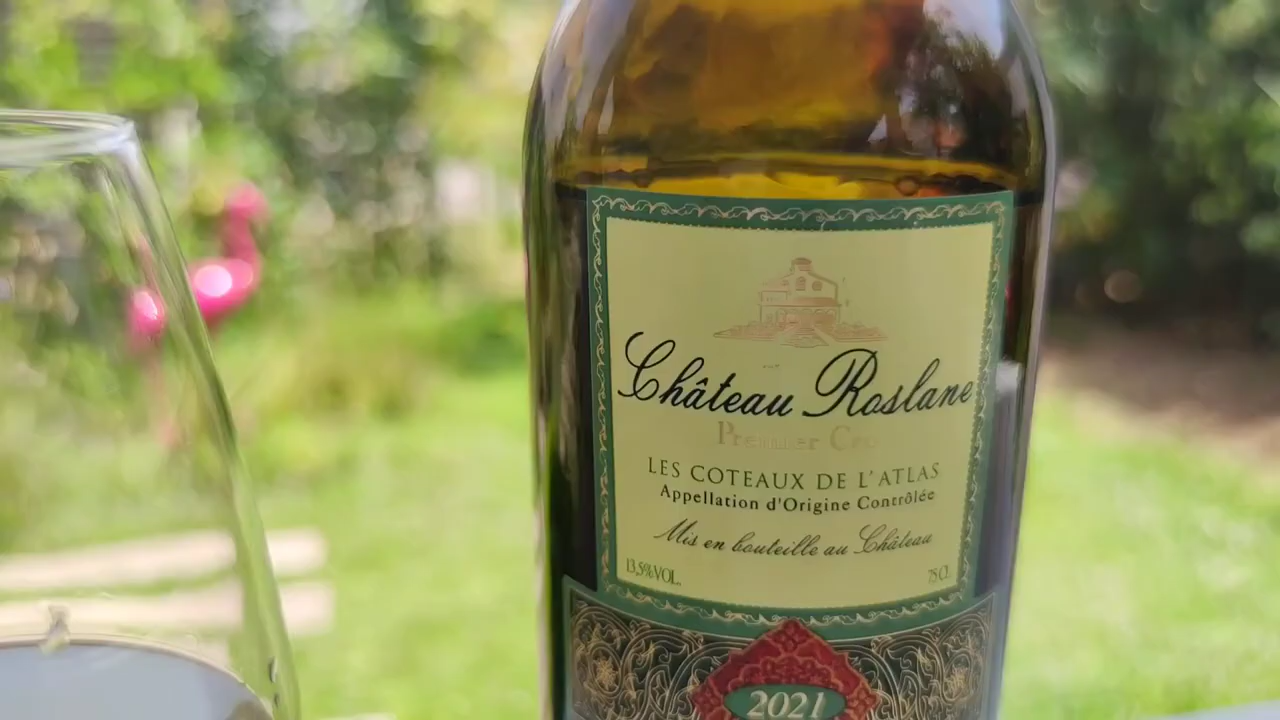 Château Roslane
Premier Cru
LES COTEAUX DE L'ATLAS
Appellation d'Origine Contrôlée
Mis en bouteille au Château
13,5%VOL.
75Cl.
2021